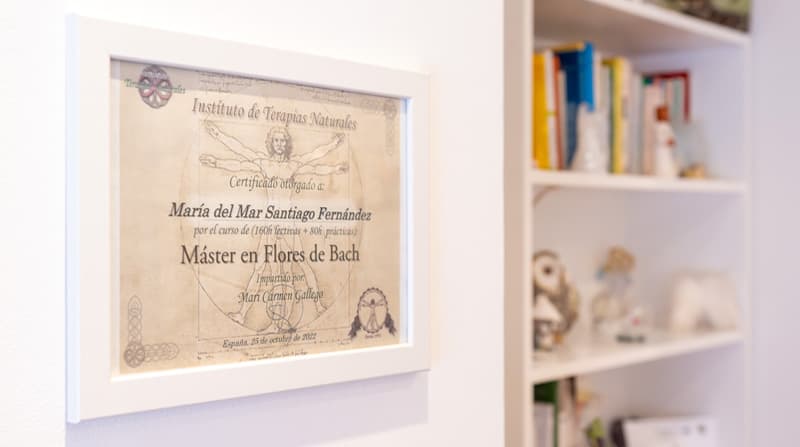 Instituto de Terapias Naturales
Certificado otorgado a:
María del Mar Santiago Fernández
por el curso de (160h lectivas + 80h prácticas)
Máster en Flores de Bach
Impartido por:
Mari Carmen Gallego
España, 25 de octubre de 2022